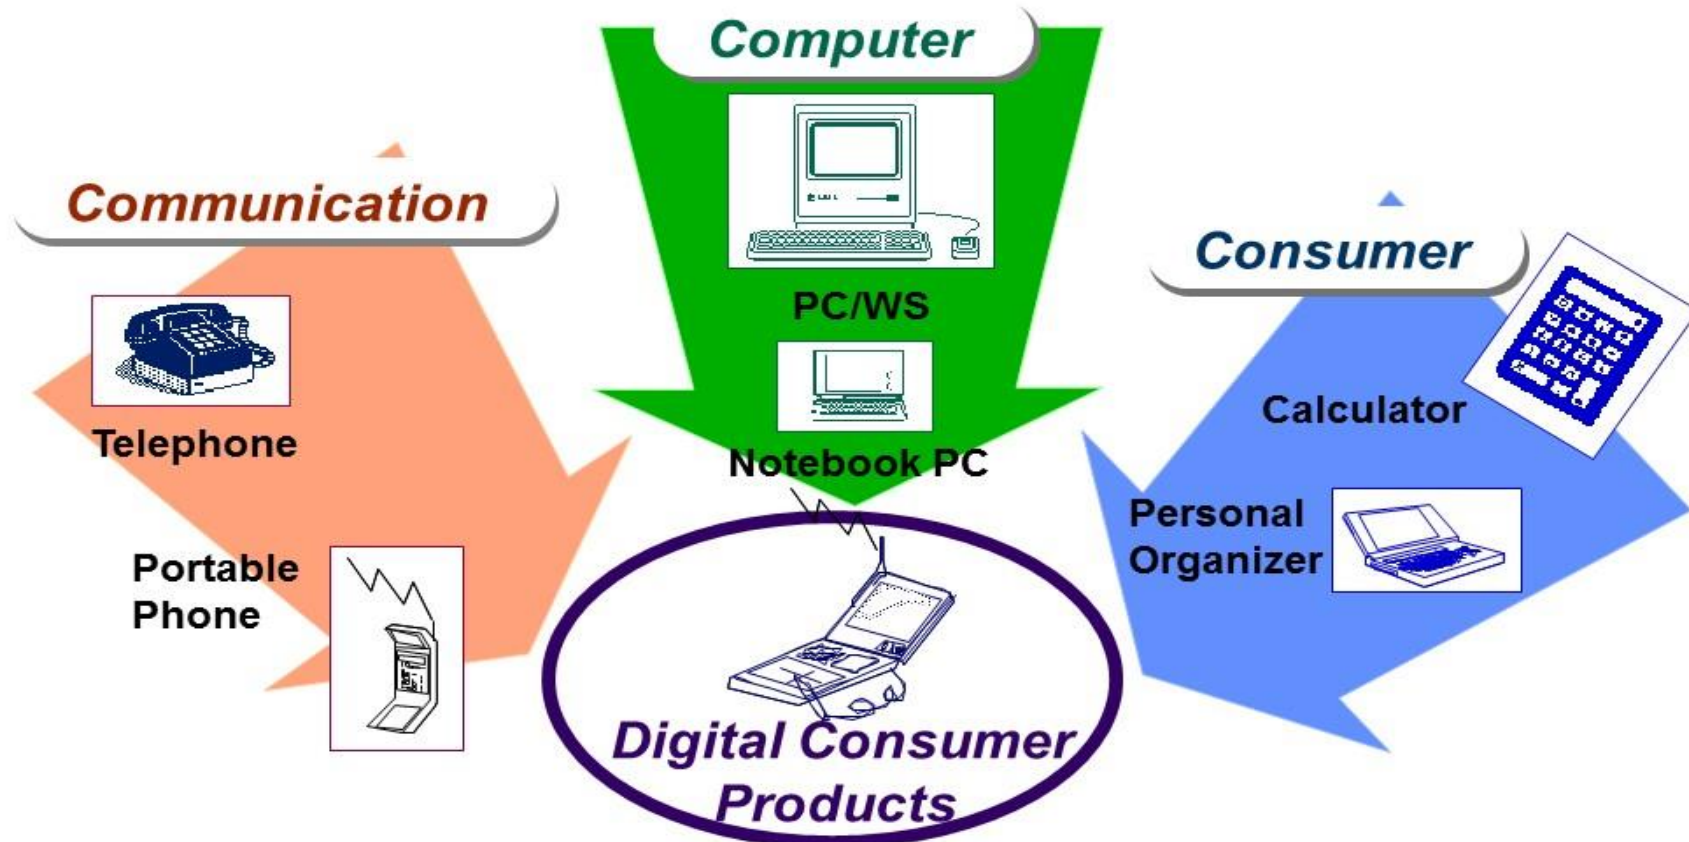 Computer
Communication
Consumer
PC/WS
Calculator
Telephone
Notebook PC
Personal
Organizer
Portable
Phone
Digital Consumer
Products